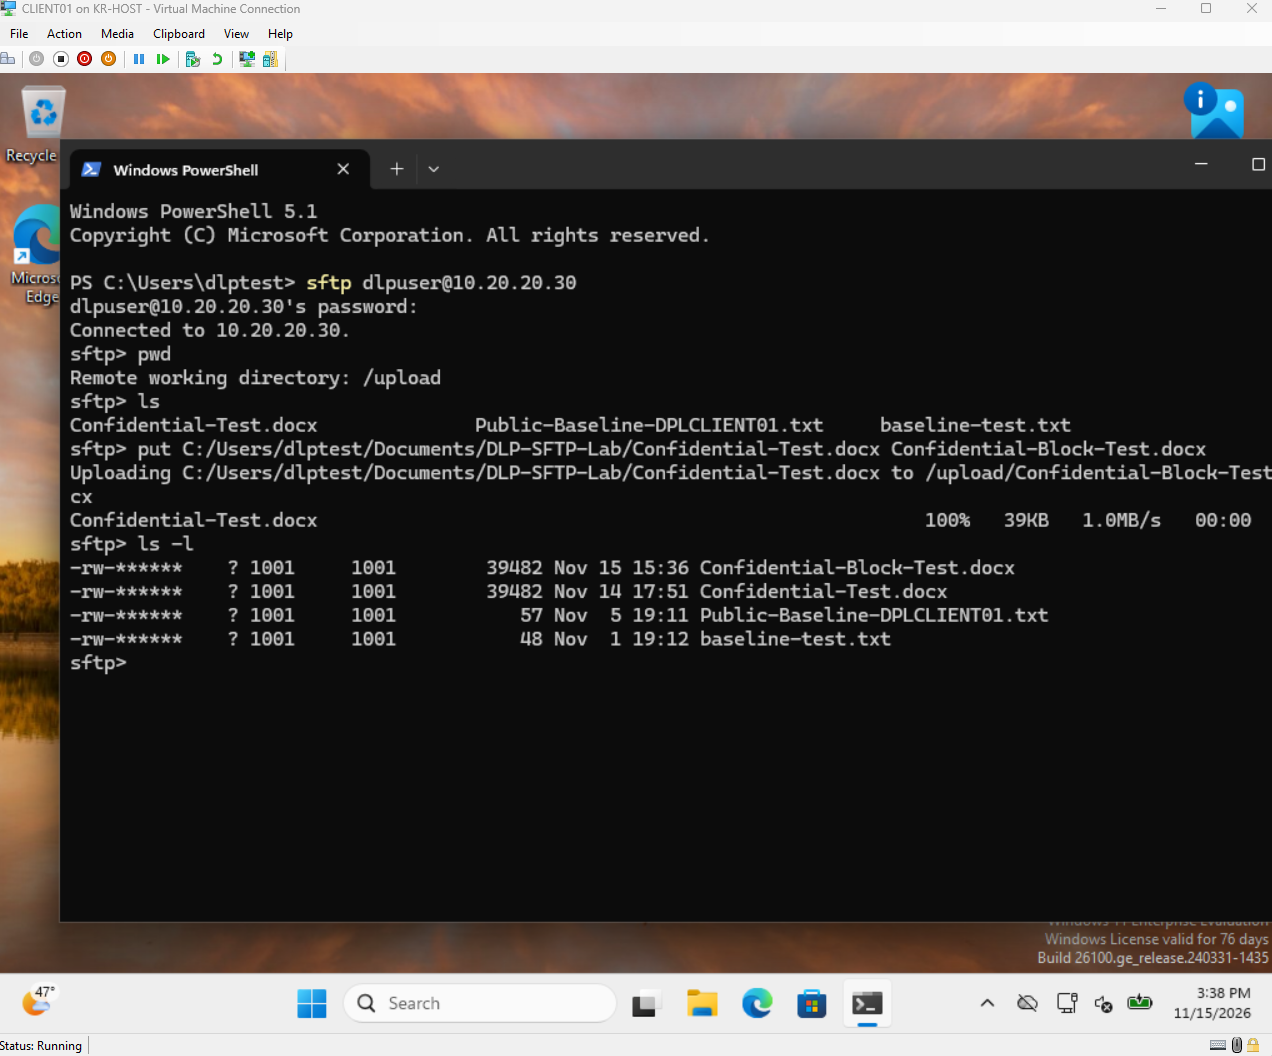 CLIENT01 on KR-HOST - Virtual Machine Connection
File Action Media Clipboard View Help
Recycle
Windows PowerShell
Microso
Edge
Windows PowerShell 5.1
Copyright (C) Microsoft Corporation. All rights reserved.
PS C:\Users\dlptest> sftp dlpuser@10.20.20.30
dlpuser@10.20.20.30's password:
Connected to 10.20.20.30.
sftp> pwd
Remote working directory: /upload
sftp> ls
Confidential-Test.docx Public-Baseline-DPLCLIENT01.txt baseline-test.txt
sftp> put C:/Users/dlptest/Documents/DLP-SFTP-Lab/Confidential-Test.docx Confidential-Block-Test.docx
Uploading C:/Users/dlptest/Documents/DLP-SFTP-Lab/Confidential-Test.docx to /upload/Confidential-Block-Test
cx
Confidential-Test.docx 100% 39KB 1.0MB/s 00:00
sftp> ls -l
-rw-****** ? 1001 1001 39482 Nov 15 15:36 Confidential-Block-Test.docx
-rw-****** ? 1001 1001 39482 Nov 14 17:51 Confidential-Test.docx
-rw-****** ? 1001 1001 57 Nov 5 19:11 Public-Baseline-DPLCLIENT01.txt
-rw-****** ? 1001 1001 48 Nov 1 19:12 baseline-test.txt
sftp>
Windows 11 Enterprise Evaluation
Windows License valid for 76 days
Build 26100.ge_release.240331-1435
47°
Search
3:38 PM
11/15/2026
Status: Running